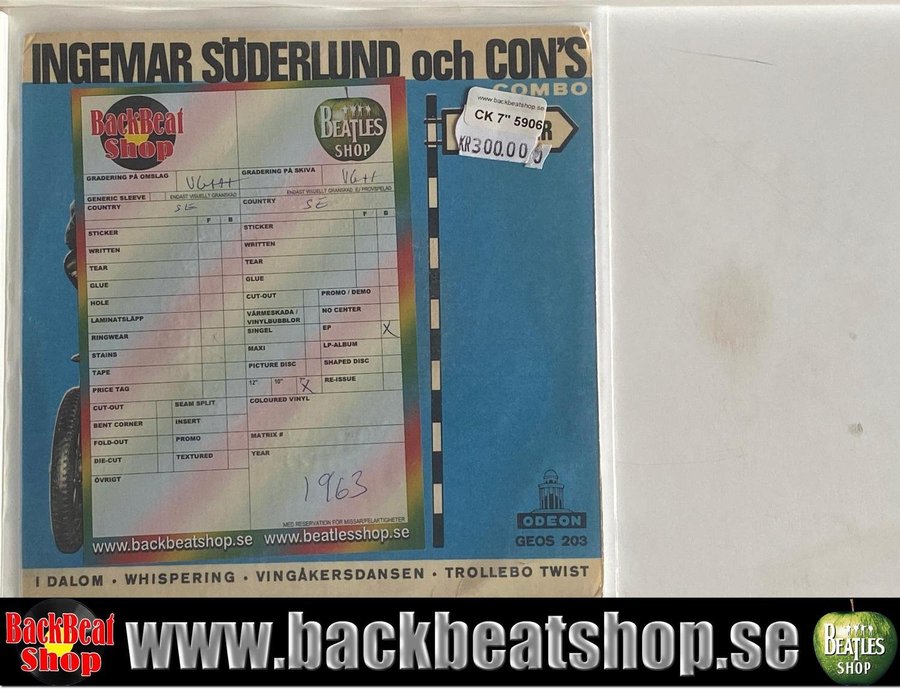 INGEMAR SÖDERLUND och CON'S
COMBO
www.backbeatshop.se
CK 7" 5906
KR300.00
R
BackBeat
Shop
BEATLES
SHOP
GRADERING PÅ OMSLAG VG+++
GRADERING PÅ SKIVA VG++
GENERIC SLEEVE ENDAST VISUELLT GRANSKAD
ENDAST VISUELLT GRANSKAD, EJ PROVSPELAD
COUNTRY SE
COUNTRY SE
F B
F B
STICKER
STICKER
WRITTEN
WRITTEN
TEAR
TEAR
GLUE
GLUE
HOLE
CUT-OUT
PROMO / DEMO
LAMINATSLÄPP
VÄRMESKADA /
VINYLBUBBLOR
NO CENTER
RINGWEAR
SINGEL
EP X
STAINS
MAXI
LP-ALBUM
TAPE
PICTURE DISC
SHAPED DISC
PRICE TAG
12" 10" 7" X
RE-ISSUE
CUT-OUT
SEAM SPLIT
COLOURED VINYL
BENT CORNER
INSERT
FOLD-OUT
PROMO
MATRIX #
DIE-CUT
TEXTURED
YEAR
ÖVRIGT
1963
MED RESERVATION FÖR MISSAR/FELAKTIGHETER
www.backbeatshop.se www.beatlesshop.se
ODEON
GEOS 203
I DALOM · WHISPERING · VINGÅKERSDANSEN · TROLLEBO TWIST
BackBeat
Shop
www.backbeatshop.se
BEATLES
SHOP